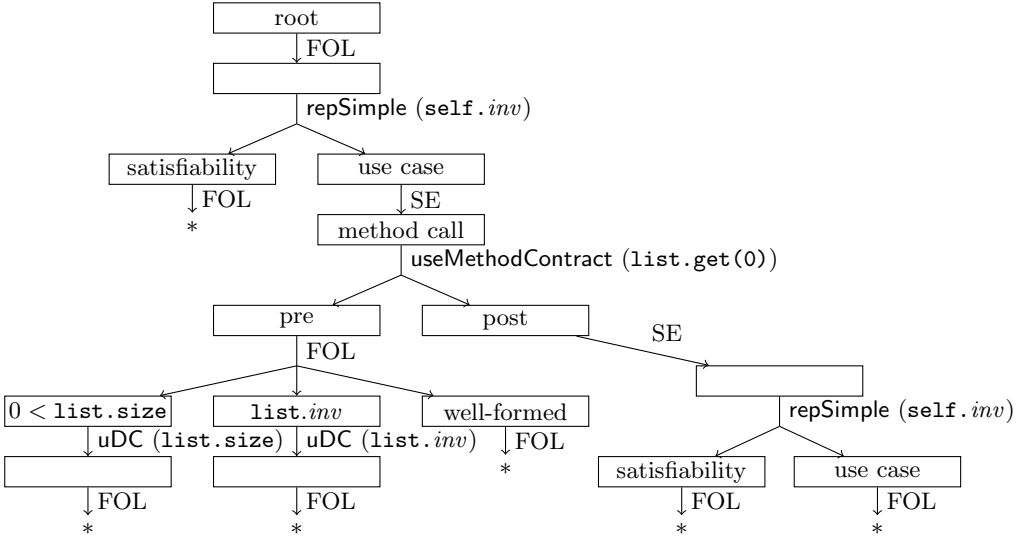 root
FOL
repSimple (self.inv)
satisfiability
use case
FOL
SE
*
method call
useMethodContract (list.get(0))
pre
post
FOL
SE
0 < list.size
list.inv
well-formed
repSimple (self.inv)
uDC (list.size)
uDC (list.inv)
FOL
*
satisfiability
use case
FOL
FOL
FOL
FOL
*
*
*
*